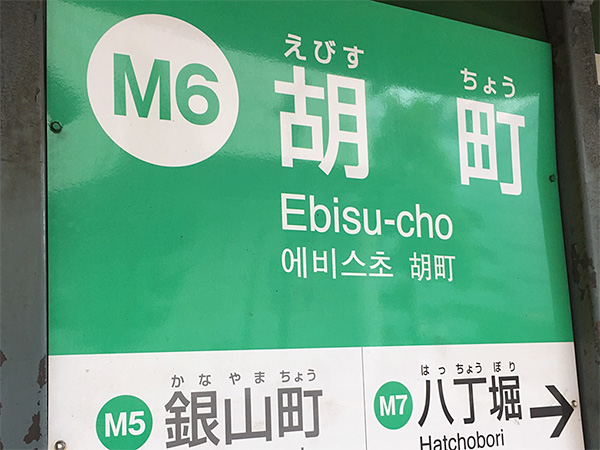 M6
えびす ちょう
胡町
Ebisu-cho
에비스초 胡町
かなやまちょう
M5 銀山町
はっちょうぼり
M7 八丁堀 →
Hatchobori